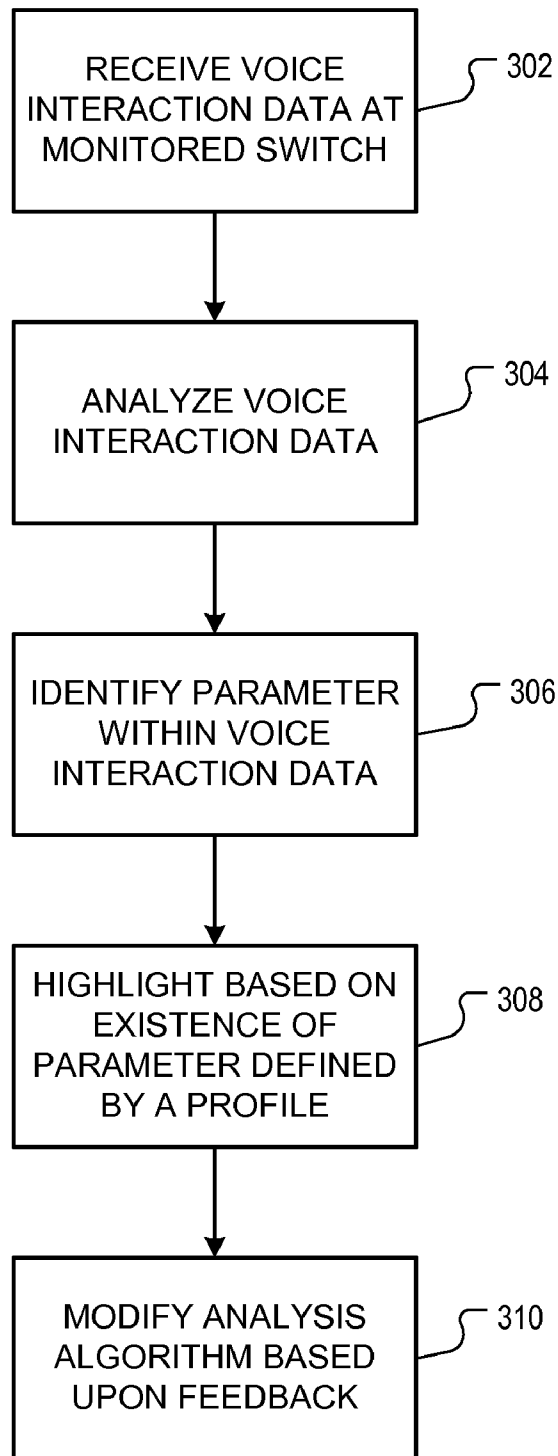 RECEIVE VOICE
INTERACTION DATA AT
MONITORED SWITCH
302
ANALYZE VOICE
INTERACTION DATA
304
IDENTIFY PARAMETER
WITHIN VOICE
INTERACTION DATA
306
HIGHLIGHT BASED ON
EXISTENCE OF
PARAMETER DEFINED
BY A PROFILE
308
MODIFY ANALYSIS
ALGORITHM BASED
UPON FEEDBACK
310